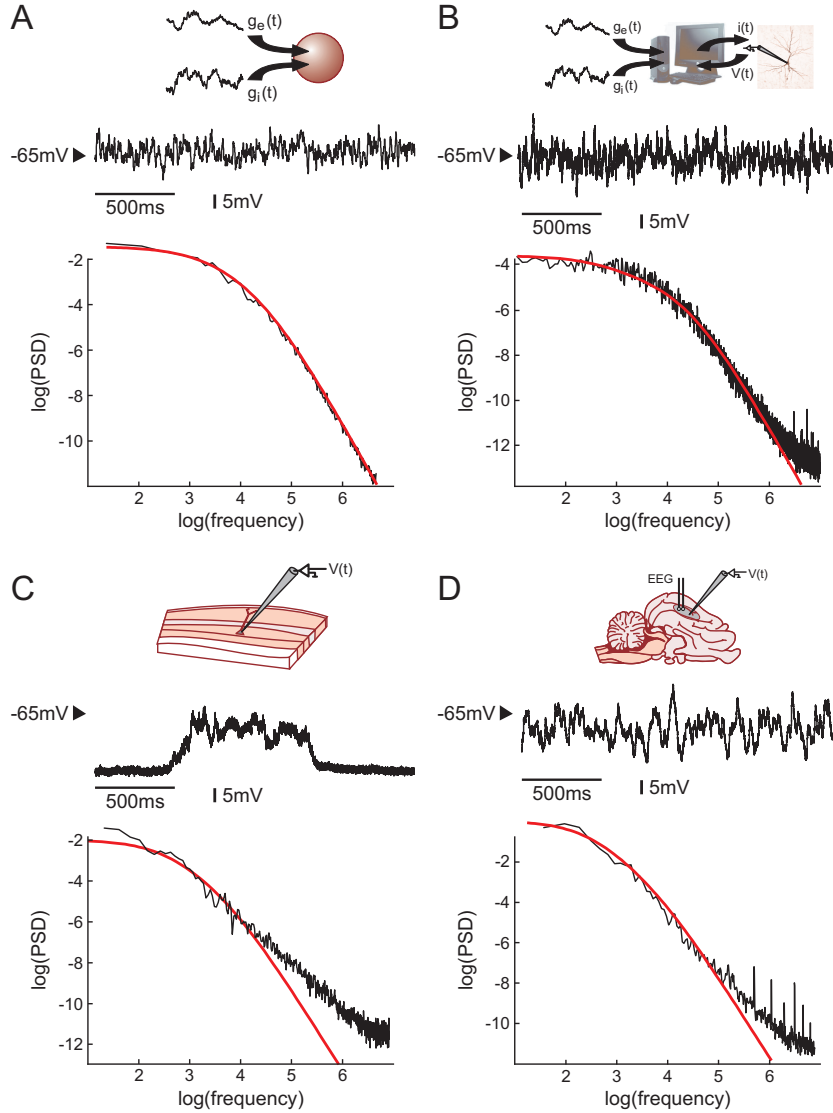 A
gₑ(t)
gᵢ(t)
-65mV
500ms
5mV
-2
-4
-6
-8
-10
log(PSD)
2 3 4 5 6
log(frequency)
B
gₑ(t)
gᵢ(t)
i(t)
V(t)
-65mV
500ms
5mV
-4
-6
-8
-10
-12
log(PSD)
2 3 4 5 6
log(frequency)
C
V(t)
-65mV
500ms
5mV
-2
-4
-6
-8
-10
-12
log(PSD)
2 3 4 5 6
log(frequency)
D
EEG
V(t)
-65mV
500ms
5mV
-2
-4
-6
-8
-10
log(PSD)
2 3 4 5 6
log(frequency)